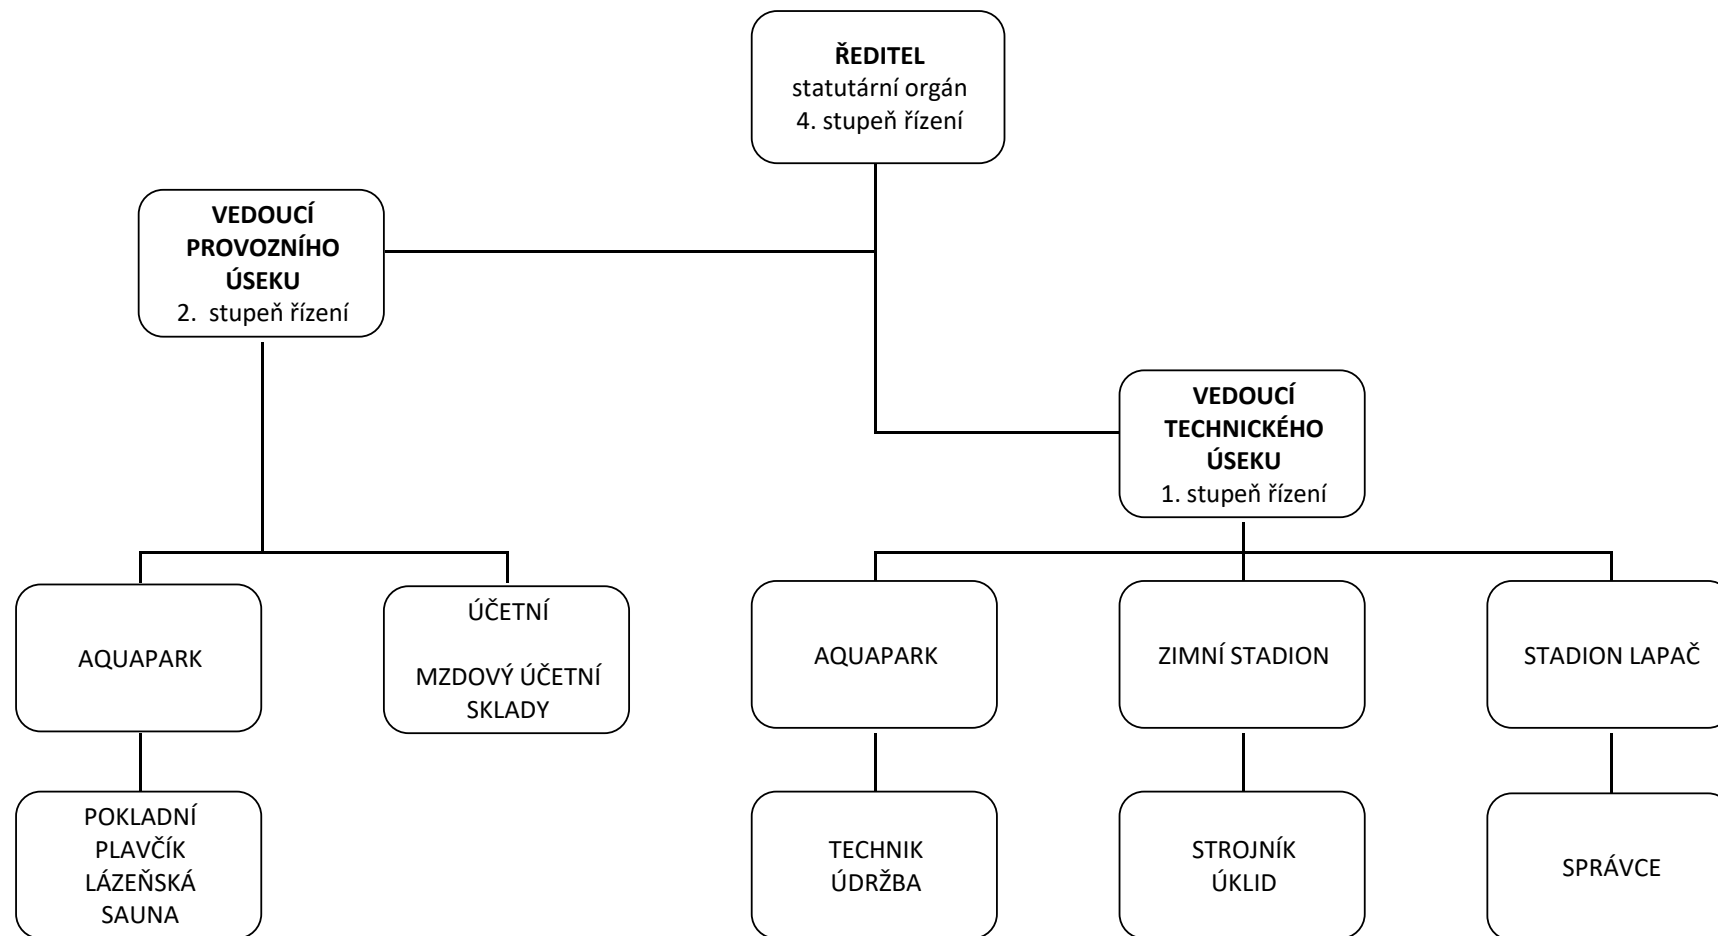 ŘEDITEL
statutární orgán
4. stupeň řízení
VEDOUCÍ
PROVOZNÍHO
ÚSEKU
2.  stupeň řízení
VEDOUCÍ
TECHNICKÉHO
ÚSEKU
1. stupeň řízení
AQUAPARK
ÚČETNÍ
MZDOVÝ ÚČETNÍ
SKLADY
AQUAPARK
ZIMNÍ STADION
STADION LAPAČ
POKLADNÍ
PLAVČÍK
LÁZEŇSKÁ
SAUNA
TECHNIK
ÚDRŽBA
STROJNÍK
ÚKLID
SPRÁVCE